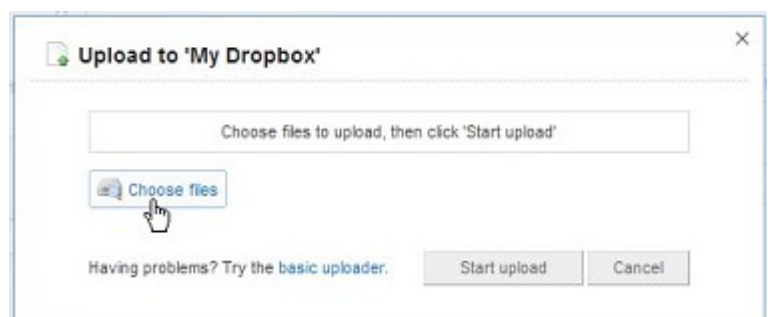 Upload to 'My Dropbox'
Choose files to upload, then click 'Start upload'
Choose files
Having problems? Try the basic uploader. Start upload Cancel